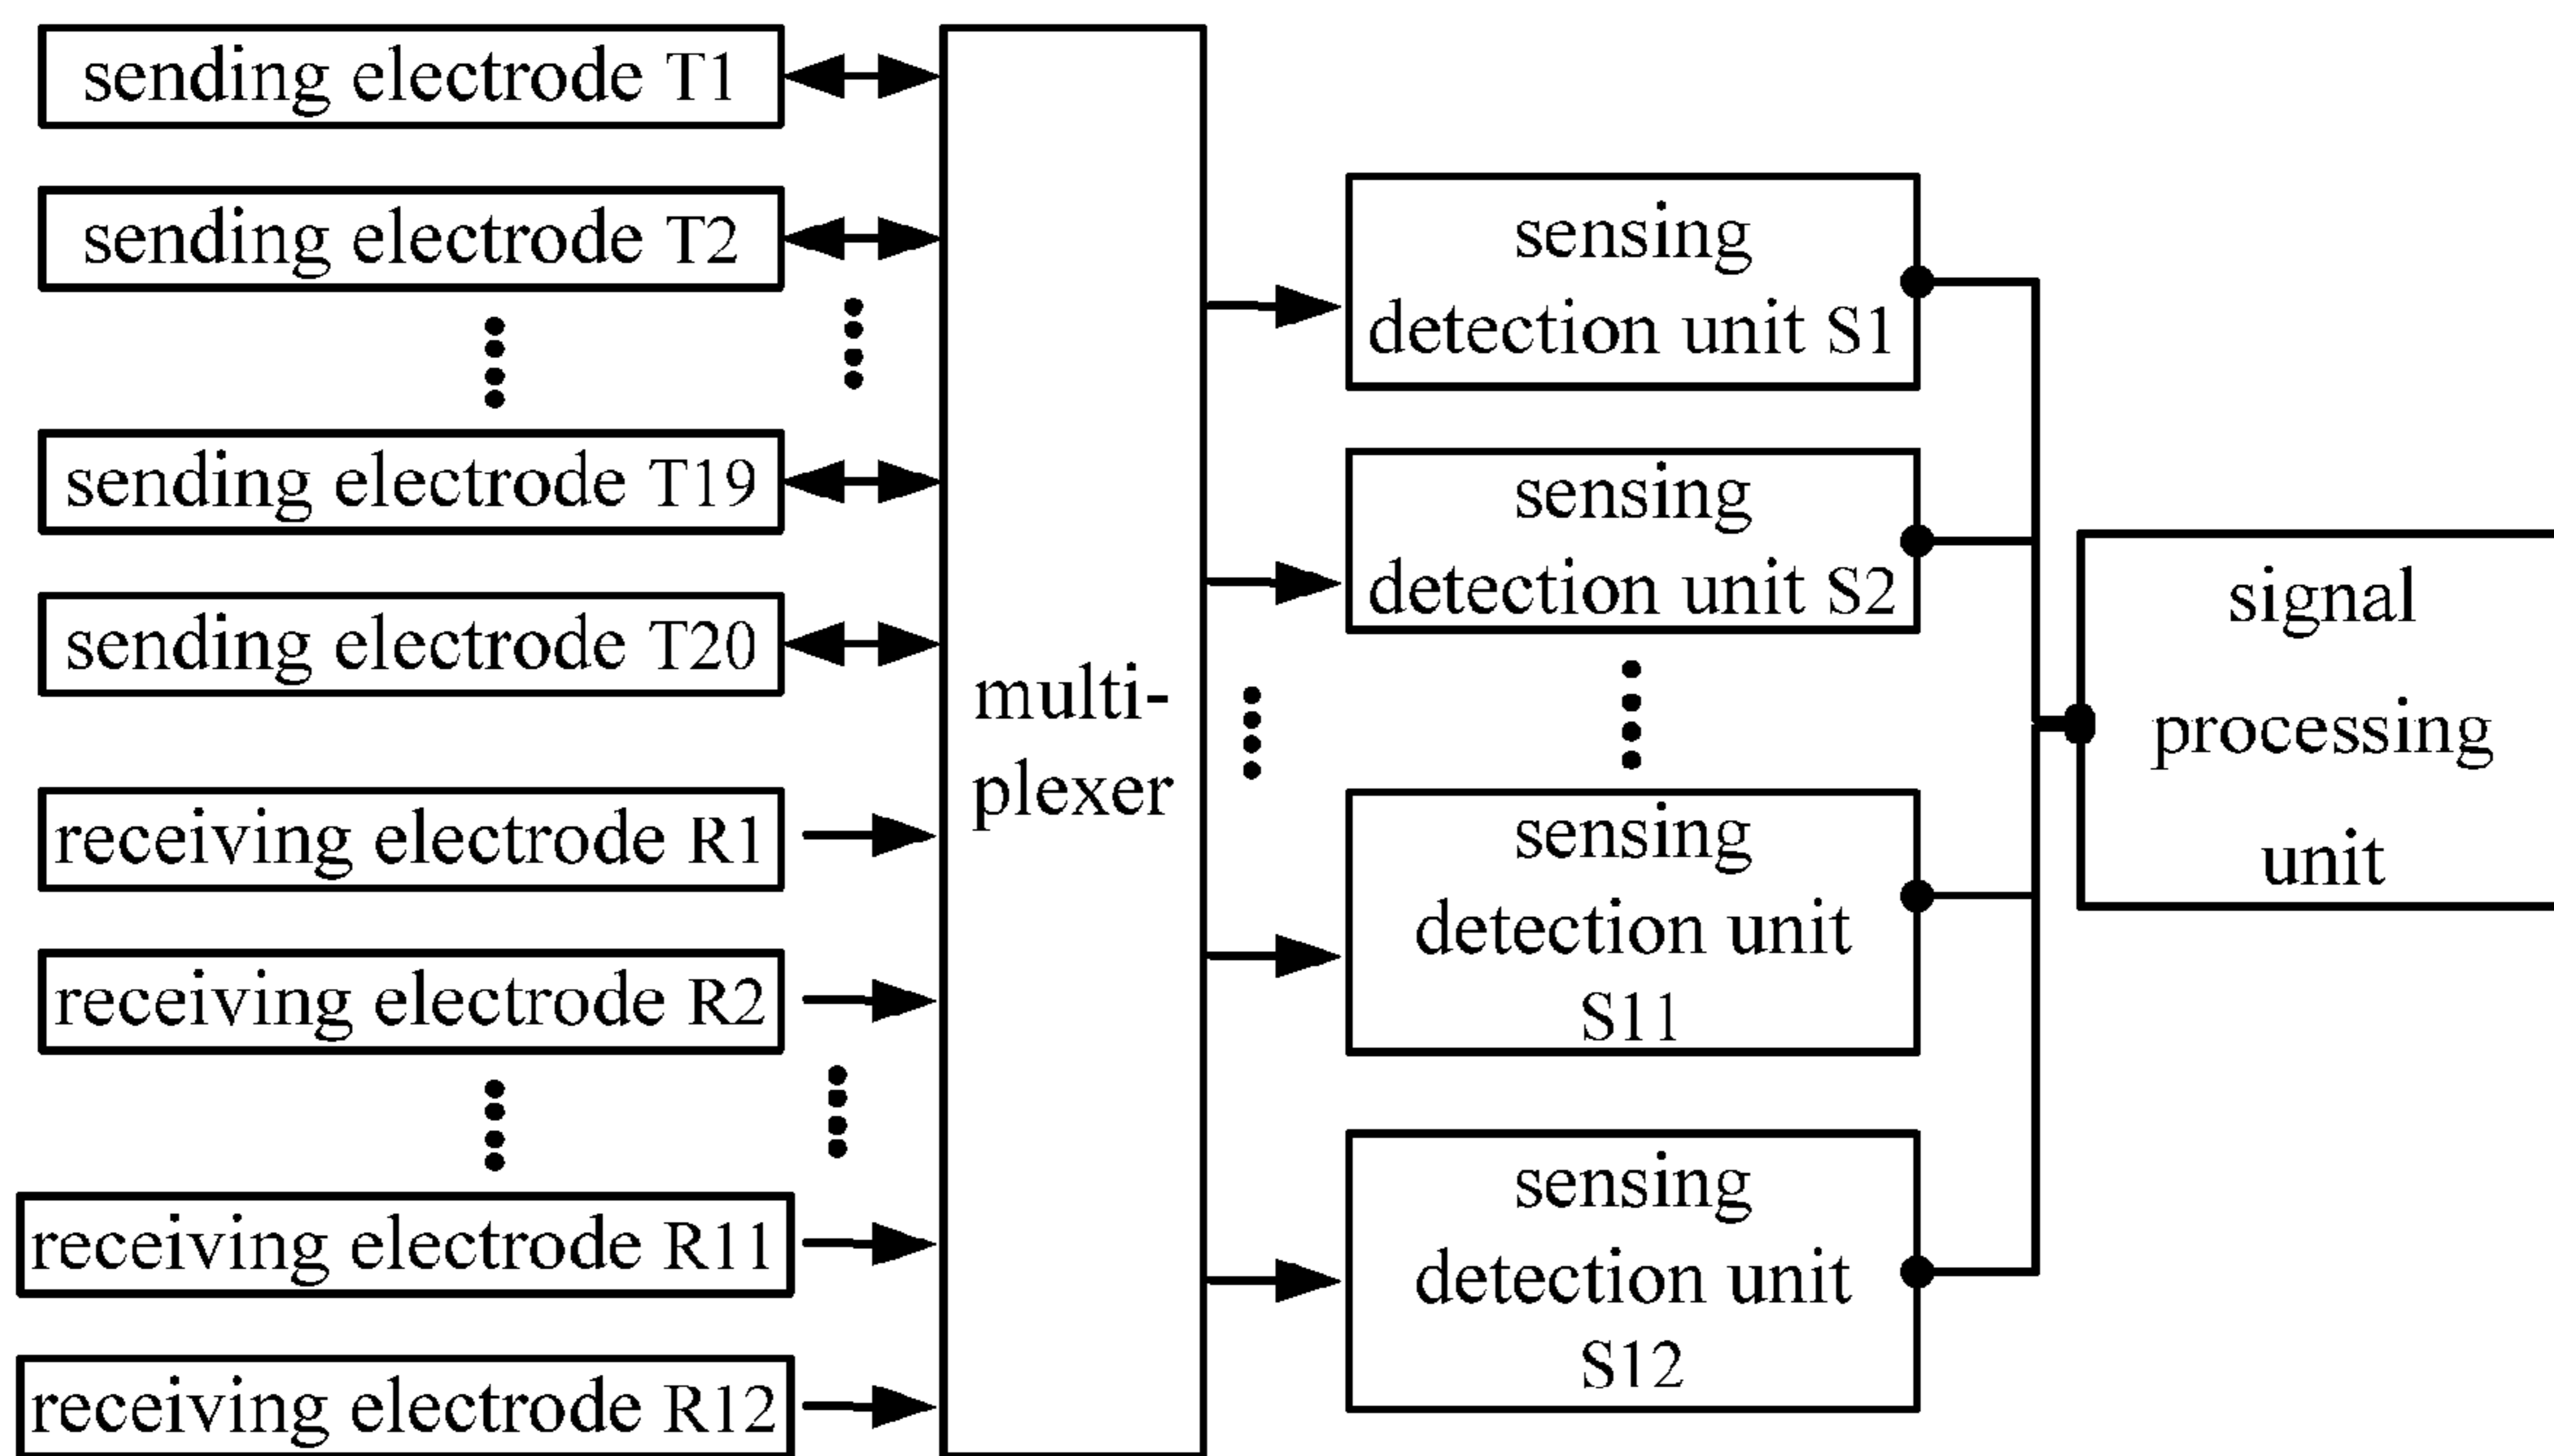 sending electrode T1
sending electrode T2
sending electrode T19
sending electrode T20
receiving electrode R1
receiving electrode R2
receiving electrode R11
receiving electrode R12
multi-
plexer
sensing
detection unit S1
sensing
detection unit S2
sensing
detection unit
S11
sensing
detection unit
S12
signal
processing
unit